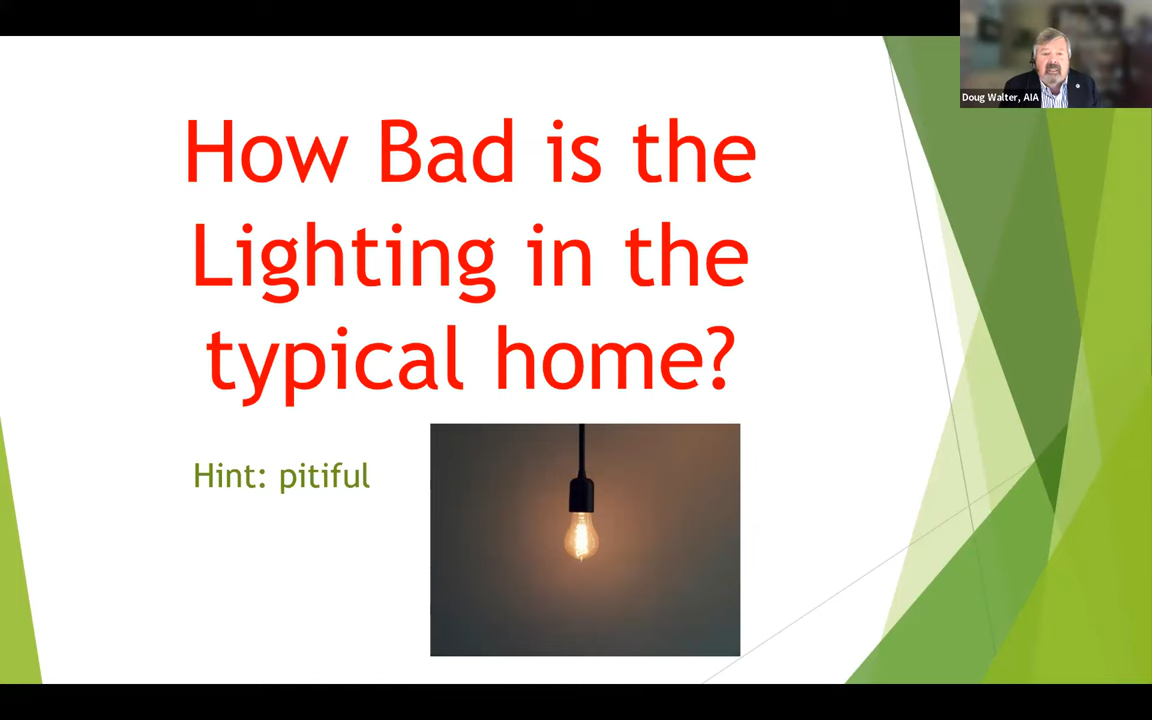 Doug Walter, AIA
How Bad is the
Lighting in the
typical home?
Hint: pitiful